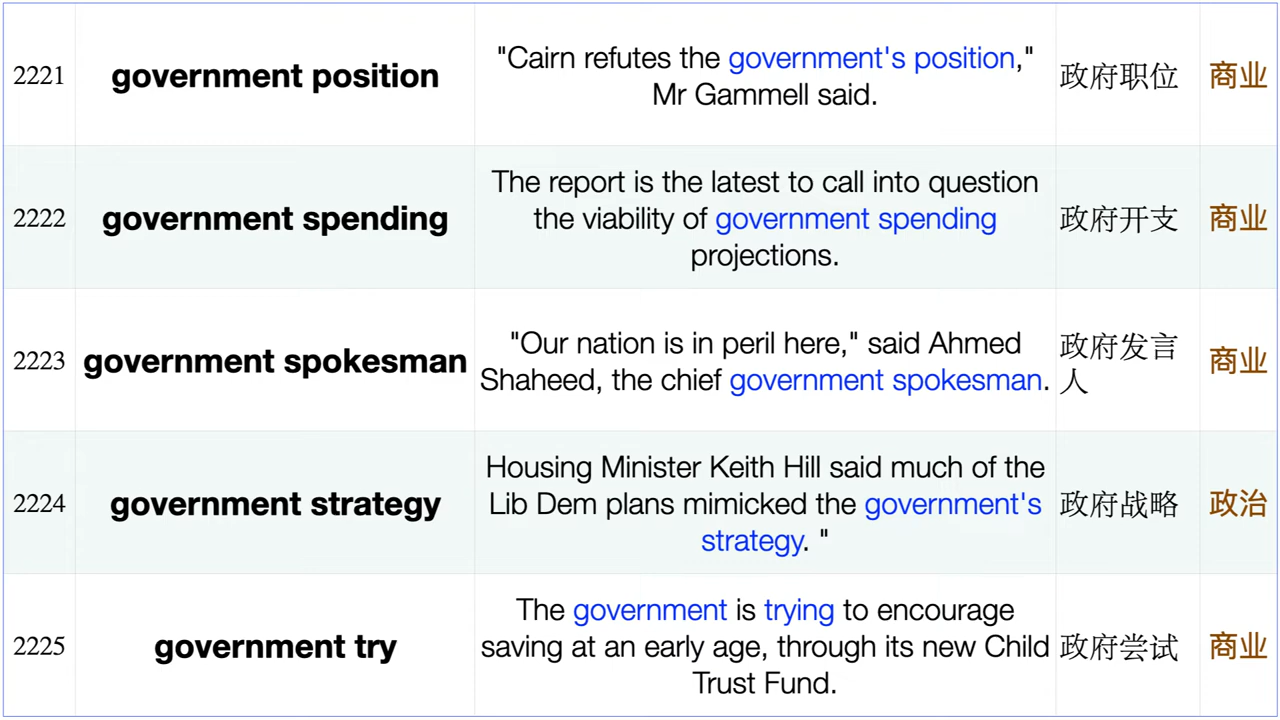 2221
government position
"Cairn refutes the government's position,"
Mr Gammell said.
政府职位
商业
2222
government spending
The report is the latest to call into question
the viability of government spending
projections.
政府开支
商业
2223
government spokesman
"Our nation is in peril here," said Ahmed
Shaheed, the chief government spokesman.
政府发言
人
商业
2224
government strategy
Housing Minister Keith Hill said much of the
Lib Dem plans mimicked the government's
strategy. "
政府战略
政治
2225
government try
The government is trying to encourage
saving at an early age, through its new Child
Trust Fund.
政府尝试
商业